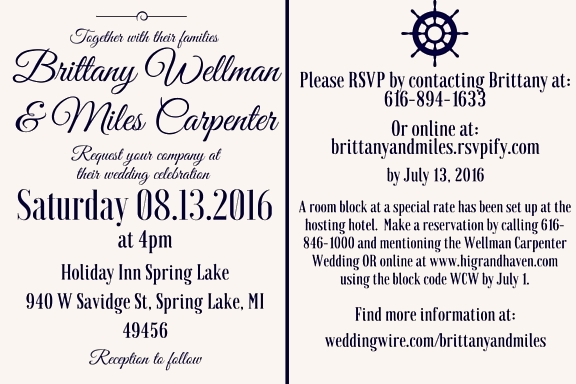 Together with their families
Brittany Wellman
& Miles Carpenter
Request your company at
their wedding celebration
Saturday 08.13.2016
at 4pm
Holiday Inn Spring Lake
940 W Savidge St, Spring Lake, MI
49456
Reception to follow
Please RSVP by contacting Brittany at:
616-894-1633
Or online at:
brittanyandmiles.rsvpify.com
by July 13, 2016
A room block at a special rate has been set up at the
hosting hotel. Make a reservation by calling 616-
846-1000 and mentioning the Wellman Carpenter
Wedding OR online at www.higrandhaven.com
using the block code WCW by July 1.
Find more information at:
weddingwire.com/brittanyandmiles